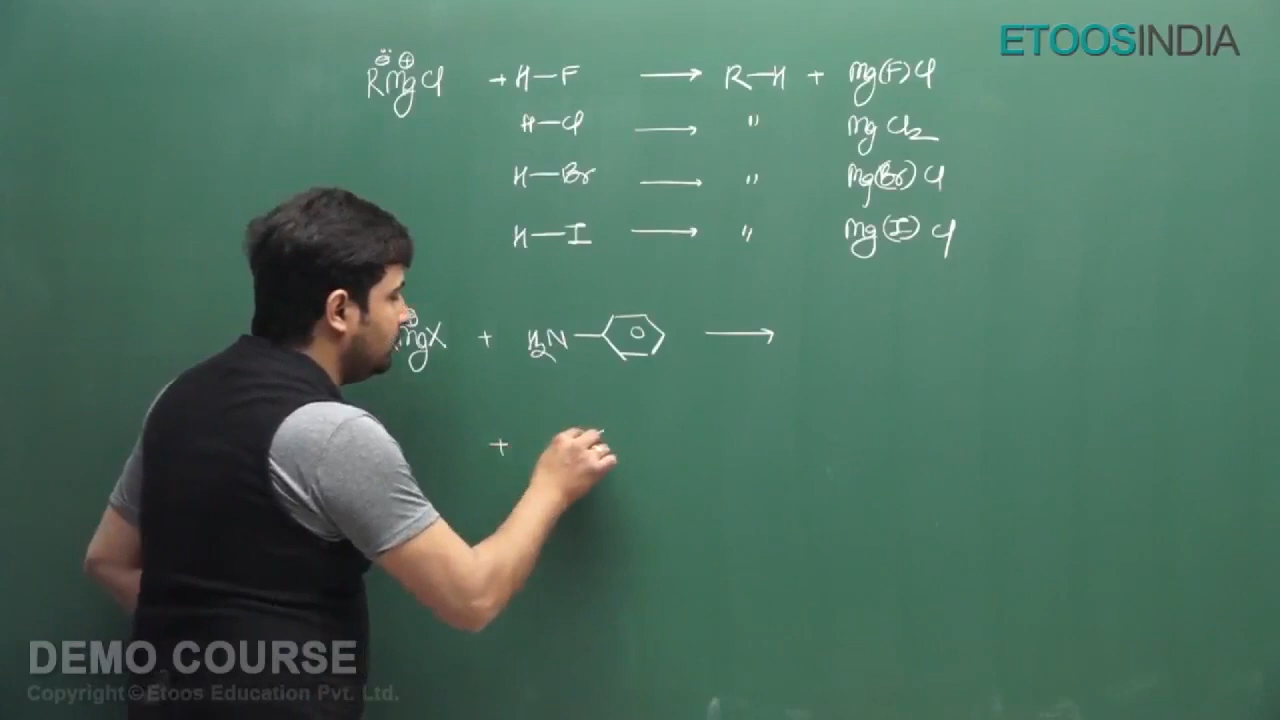 ETOOSINDIA
RMgCl + H—F ⟶ R—H + Mg(F)Cl
H—Cl ⟶ " MgCl₂
H—Br ⟶ " Mg(Br)Cl
H—I ⟶ " Mg(I)Cl
MgX + H₂N— ⟶
+
DEMO COURSE
Copyright©Etoos Education Pvt. Ltd.